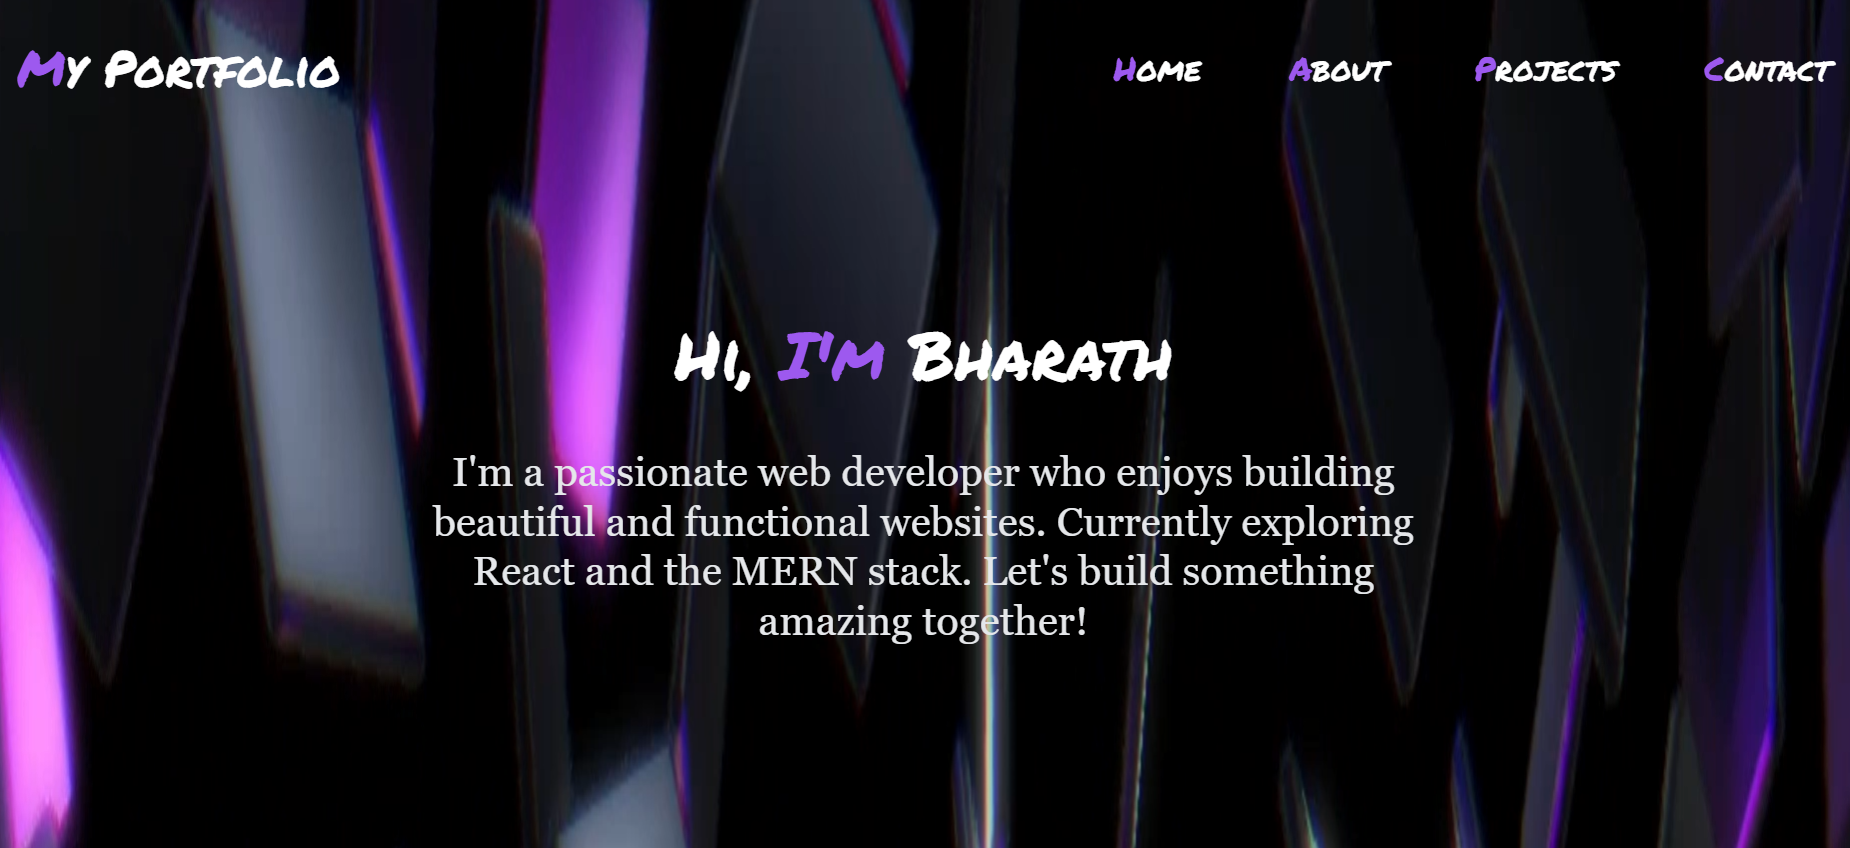 My Portfolio
Home About Projects Contact
Hi, I'm Bharath
I'm a passionate web developer who enjoys building
beautiful and functional websites. Currently exploring
React and the MERN stack. Let's build something
amazing together!